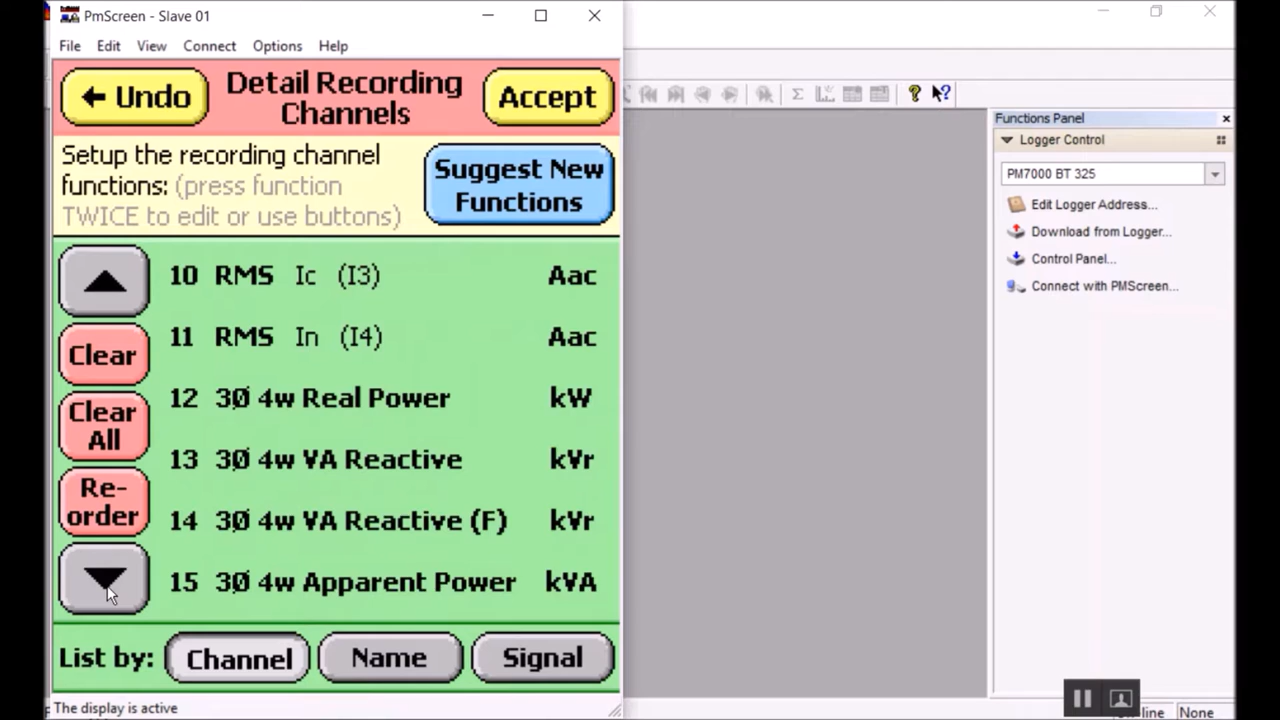 PmScreen - Slave 01
File Edit View Connect Options Help
Undo
Detail Recording
Channels
Accept
Setup the recording channel
functions: (press function
TWICE to edit or use buttons)
Suggest New
Functions
10 RMS Ic (I3) Aac
11 RMS In (I4) Aac
12 3Ø 4w Real Power kW
13 3Ø 4w VA Reactive kVr
14 3Ø 4w VA Reactive (F) kVr
15 3Ø 4w Apparent Power kVA
Clear
Clear
All
Re-
order
List by: Channel Name Signal
The display is active
Functions Panel
Logger Control
PM7000 BT 325
Edit Logger Address...
Download from Logger...
Control Panel...
Connect with PMScreen...
None